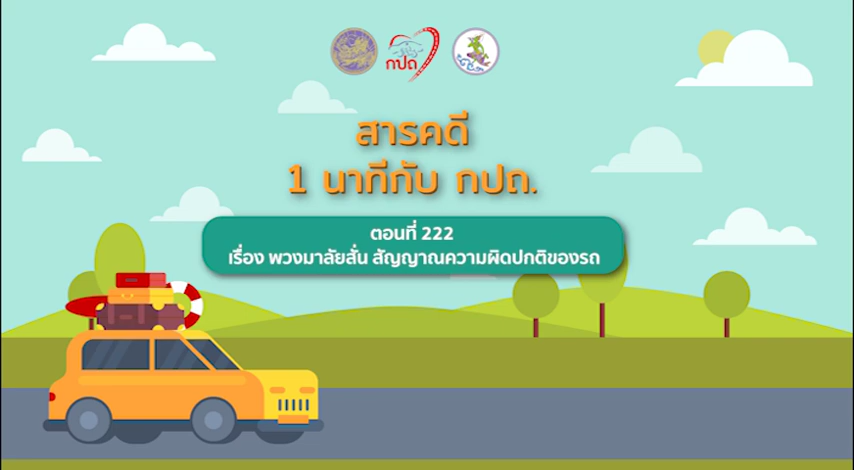 กปถ
สารคดี
1 นาทีกับ กปถ.
ตอนที่ 222
เรื่อง พวงมาลัยสั่น สัญญาณความผิดปกติของรถ